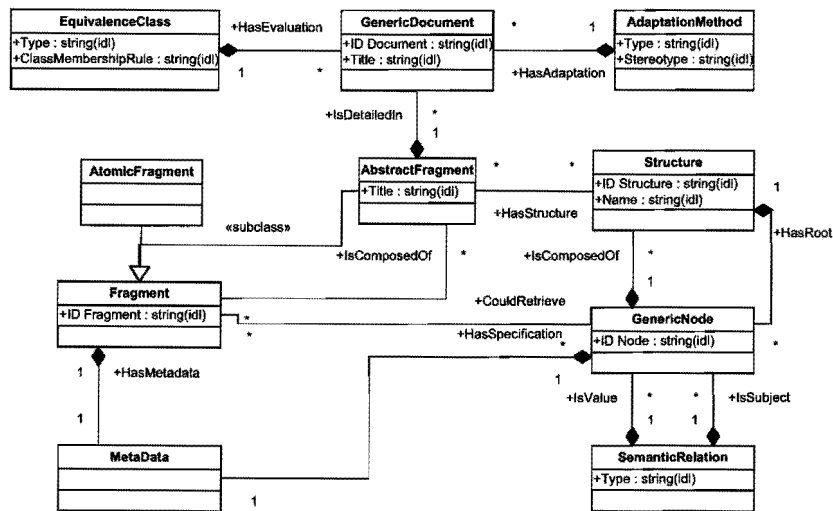 EquivalenceClass
+Type : string(idl)
+ClassMembershipRule : string(idl)
+HasEvaluation
1
*
GenericDocument
+ID Document : string(idl)
+Title : string(idl)
*
1
+HasAdaptation
AdaptationMethod
+Type : string(idl)
+Stereotype : string(idl)
+IsDetailedIn
*
1
AtomicFragment
AbstractFragment
+Title : string(idl)
*
*
+HasStructure
Structure
+ID Structure : string(idl)
+Name : string(idl)
1
+HasRoot
«subclass»
+IsComposedOf
*
+IsComposedOf
*
1
Fragment
+ID Fragment : string(idl)
*
*
+CouldRetrieve
+HasSpecification
*
1
GenericNode
+ID Node : string(idl)
*
1
+HasMetadata
1
+IsValue
*
1
*
1
+IsSubject
MetaData
1
SemanticRelation
+Type : string(idl)